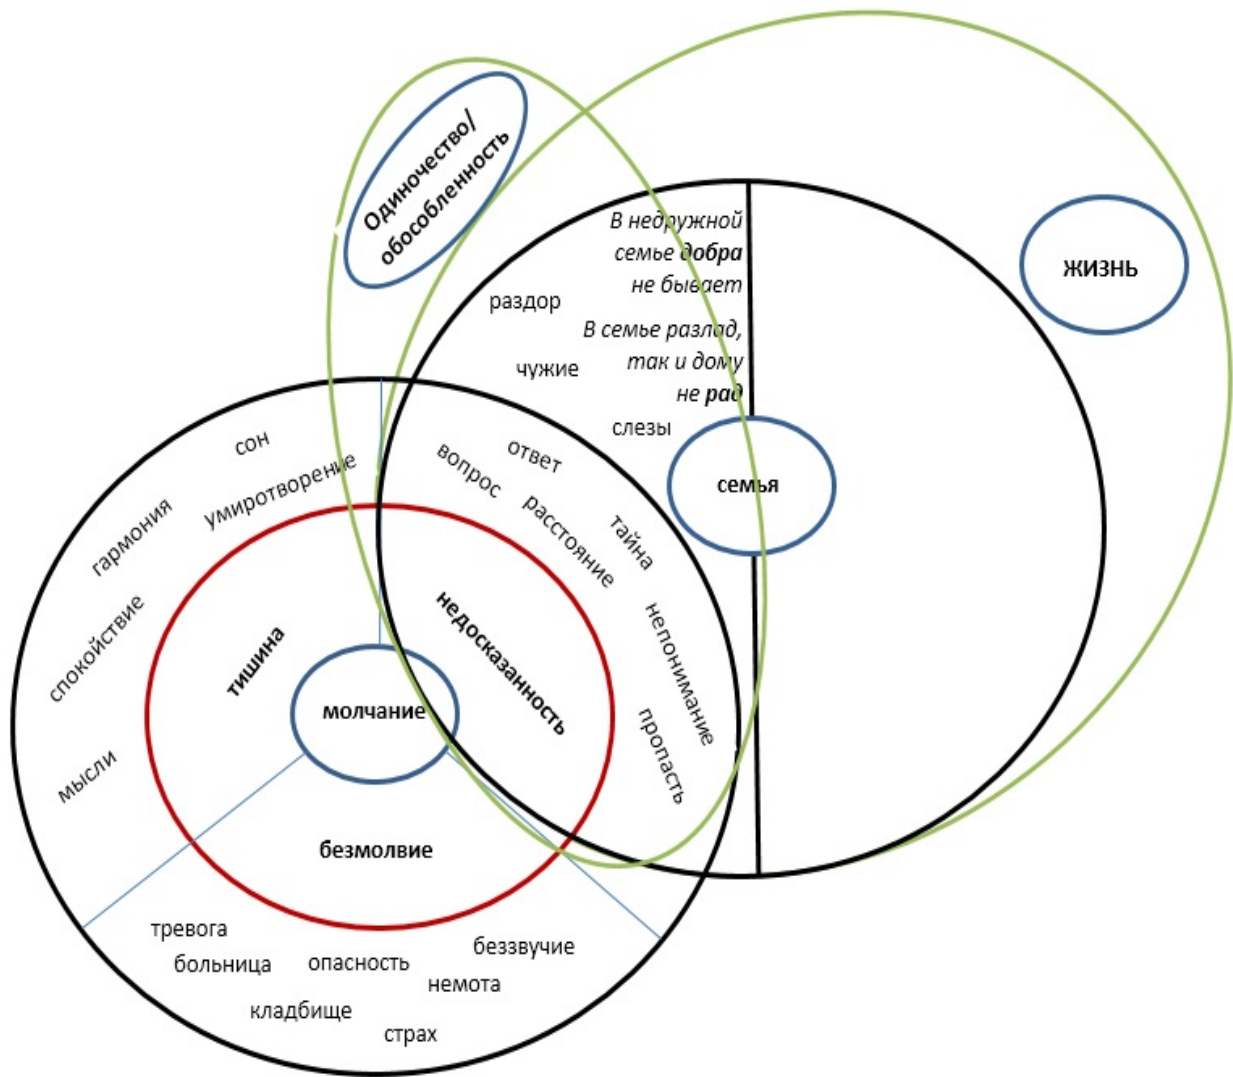 Одиночество/
обособленность
В недружной
семье добра
не бывает
жизнь
раздор
В семье разлад,
так и дому
не рад
чужие
слезы
сон
ответ
вопрос
умиротворение
семья
гармония
расстояние
тайна
спокойствие
тишина
недосказанность
непонимание
молчание
пропасть
мысли
безмолвие
тревога
беззвучие
больница
опасность
немота
кладбище
страх